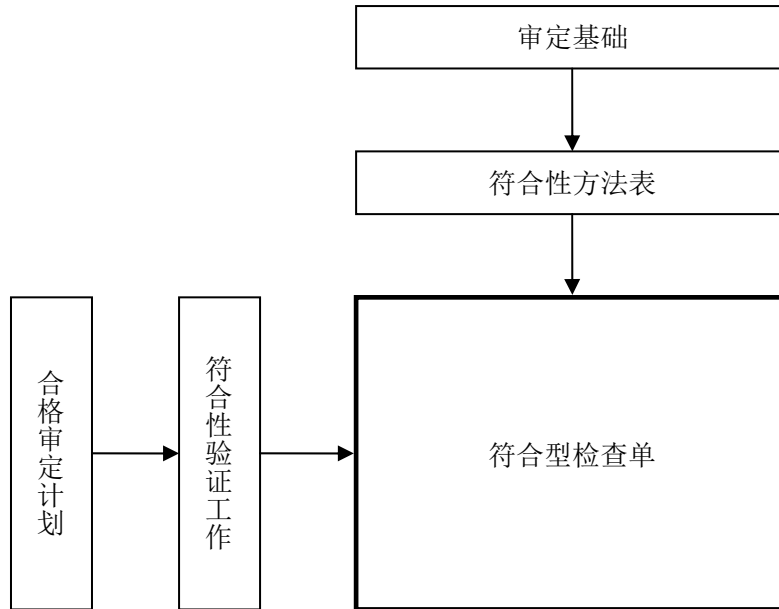 审定基础
符合性方法表
合格审定计划
符合性验证工作
符合型检查单